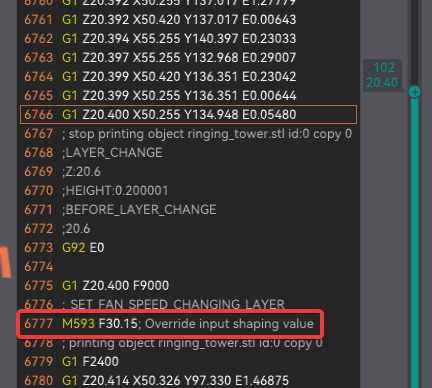 6760 G1 Z20.392 X50.255 Y137.017 E1.27779
6761 G1 Z20.392 X50.420 Y137.017 E0.00643
6762 G1 Z20.394 X55.255 Y140.397 E0.23033
6763 G1 Z20.397 X55.255 Y132.968 E0.29007
6764 G1 Z20.399 X50.420 Y136.351 E0.23042
6765 G1 Z20.399 X50.255 Y136.351 E0.00644
6766 G1 Z20.400 X50.255 Y134.948 E0.05480
6767 ; stop printing object ringing_tower.stl id:0 copy 0
6768 ;LAYER_CHANGE
6769 ;Z:20.6
6770 ;HEIGHT:0.200001
6771 ;BEFORE_LAYER_CHANGE
6772 ;20.6
6773 G92 E0
6774
6775 G1 Z20.400 F9000
6776 ;_SET_FAN_SPEED_CHANGING_LAYER
6777 M593 F30.15; Override input shaping value
6778 ; printing object ringing_tower.stl id:0 copy 0
6779 G1 F2400
6780 G1 Z20.414 X50.326 Y97.330 E1.46875
102
20.40